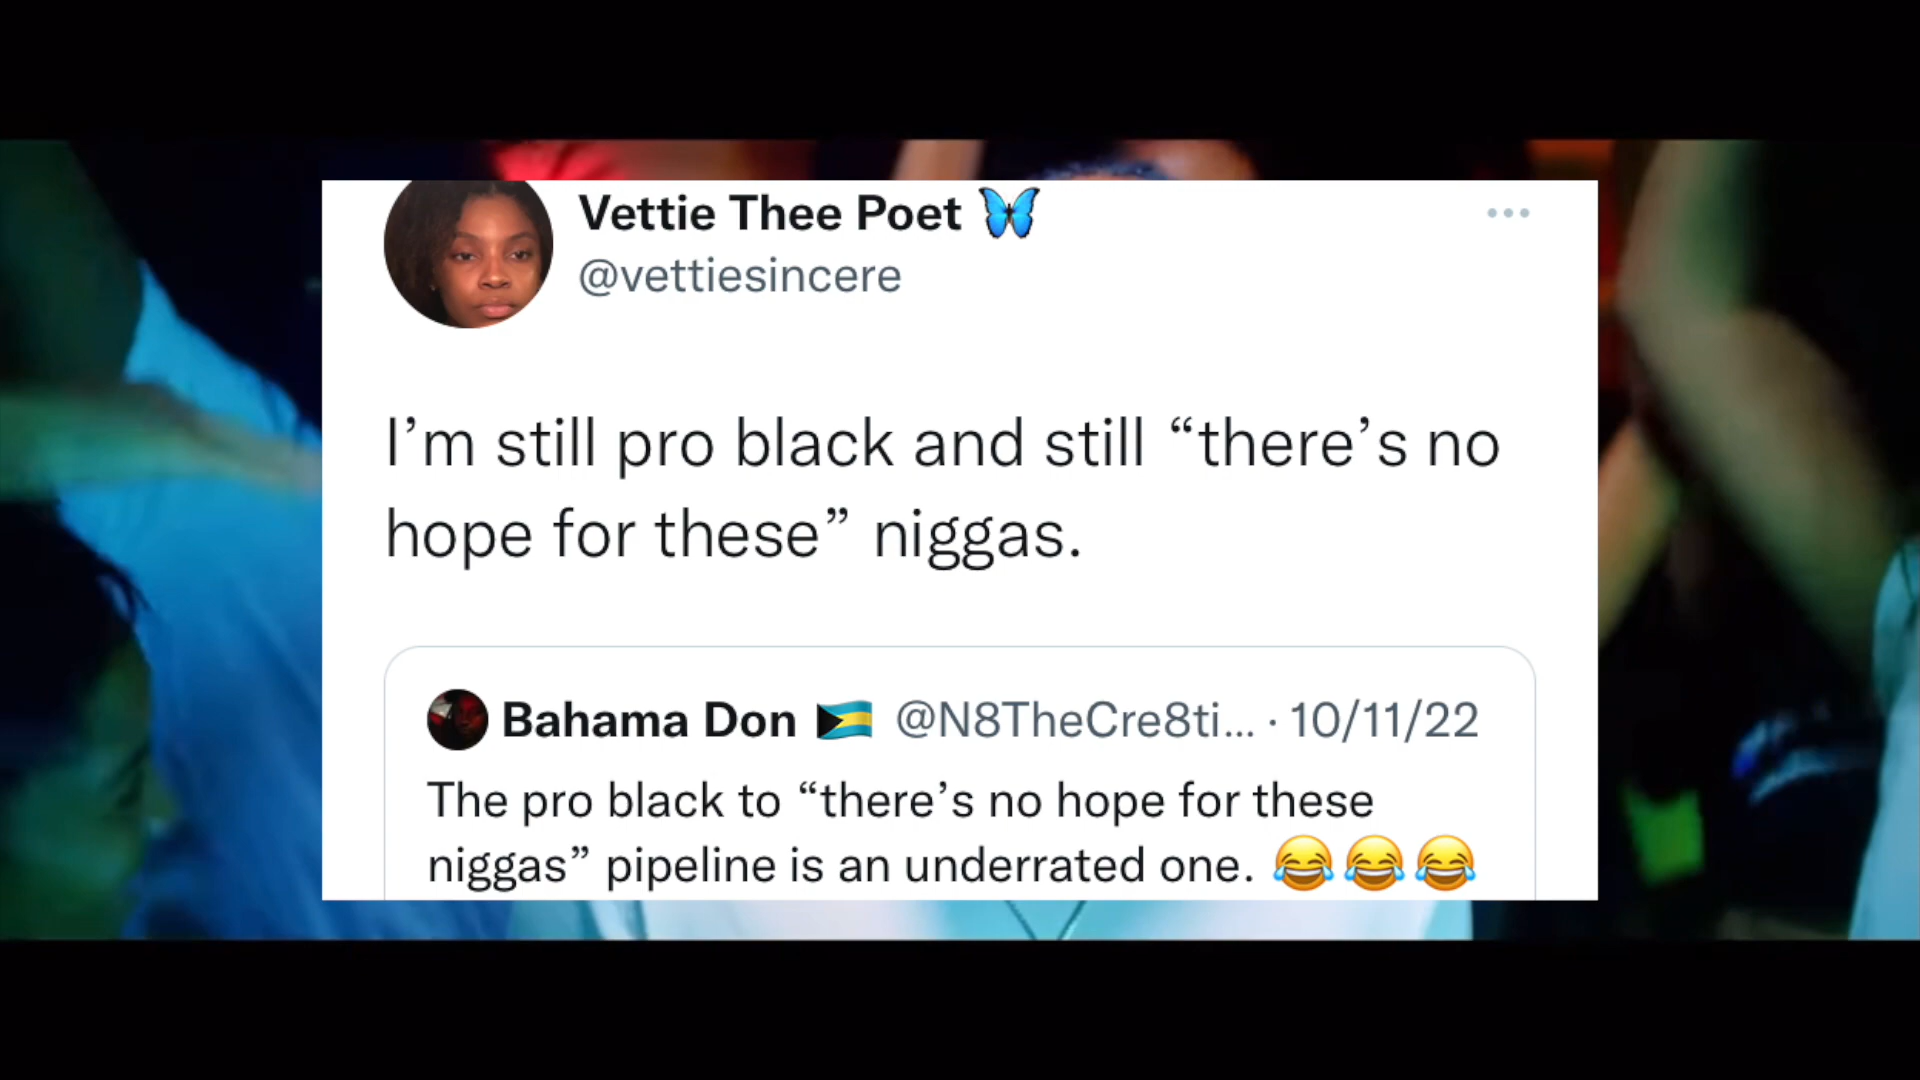 Vettie Thee Poet 🦋
@vettiesincere
I’m still pro black and still “there’s no
hope for these” niggas.
Bahama Don 🇧🇸 @N8TheCre8ti... · 10/11/22
The pro black to “there’s no hope for these
niggas” pipeline is an underrated one. 😂😂😂